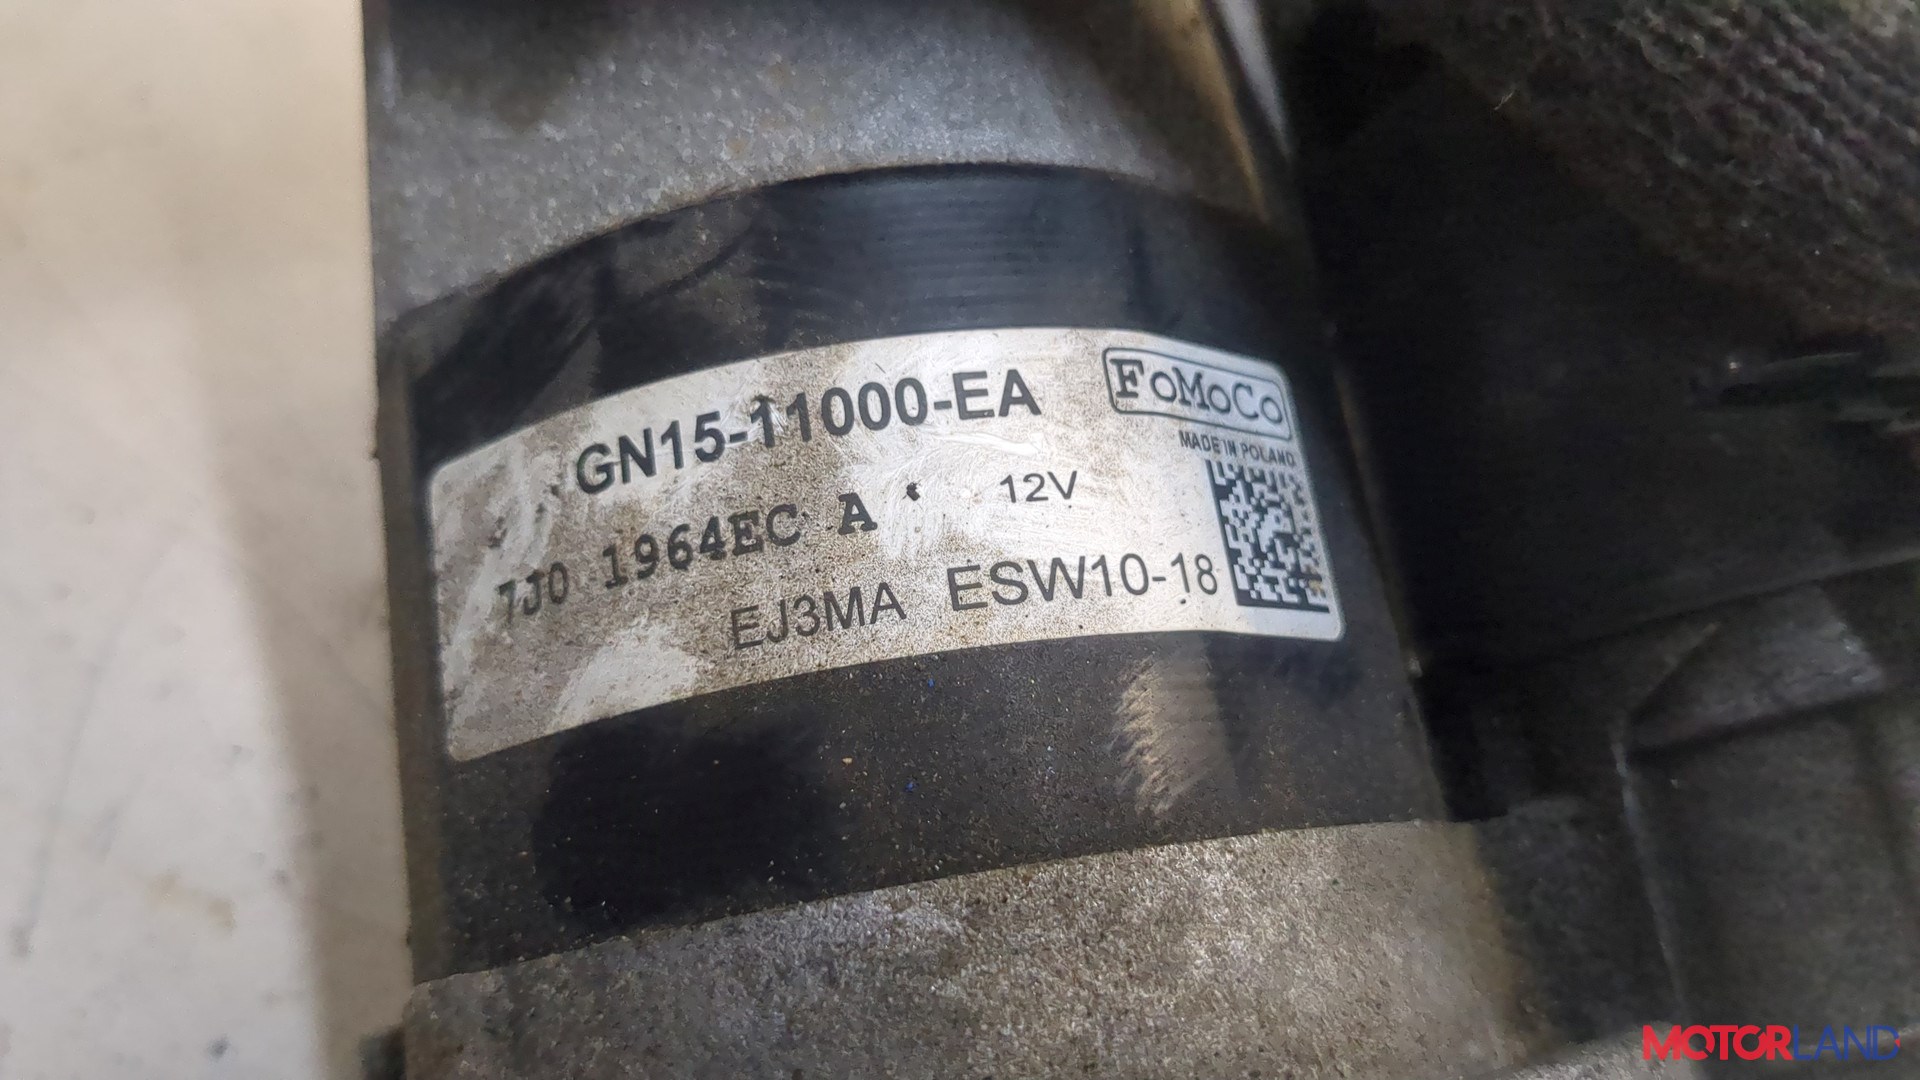 GN15-11000-EA
FoMoCo
MADE IN POLAND
7J0 1964EC A
12V
EJ3MA ESW10-18
MOTORLAND